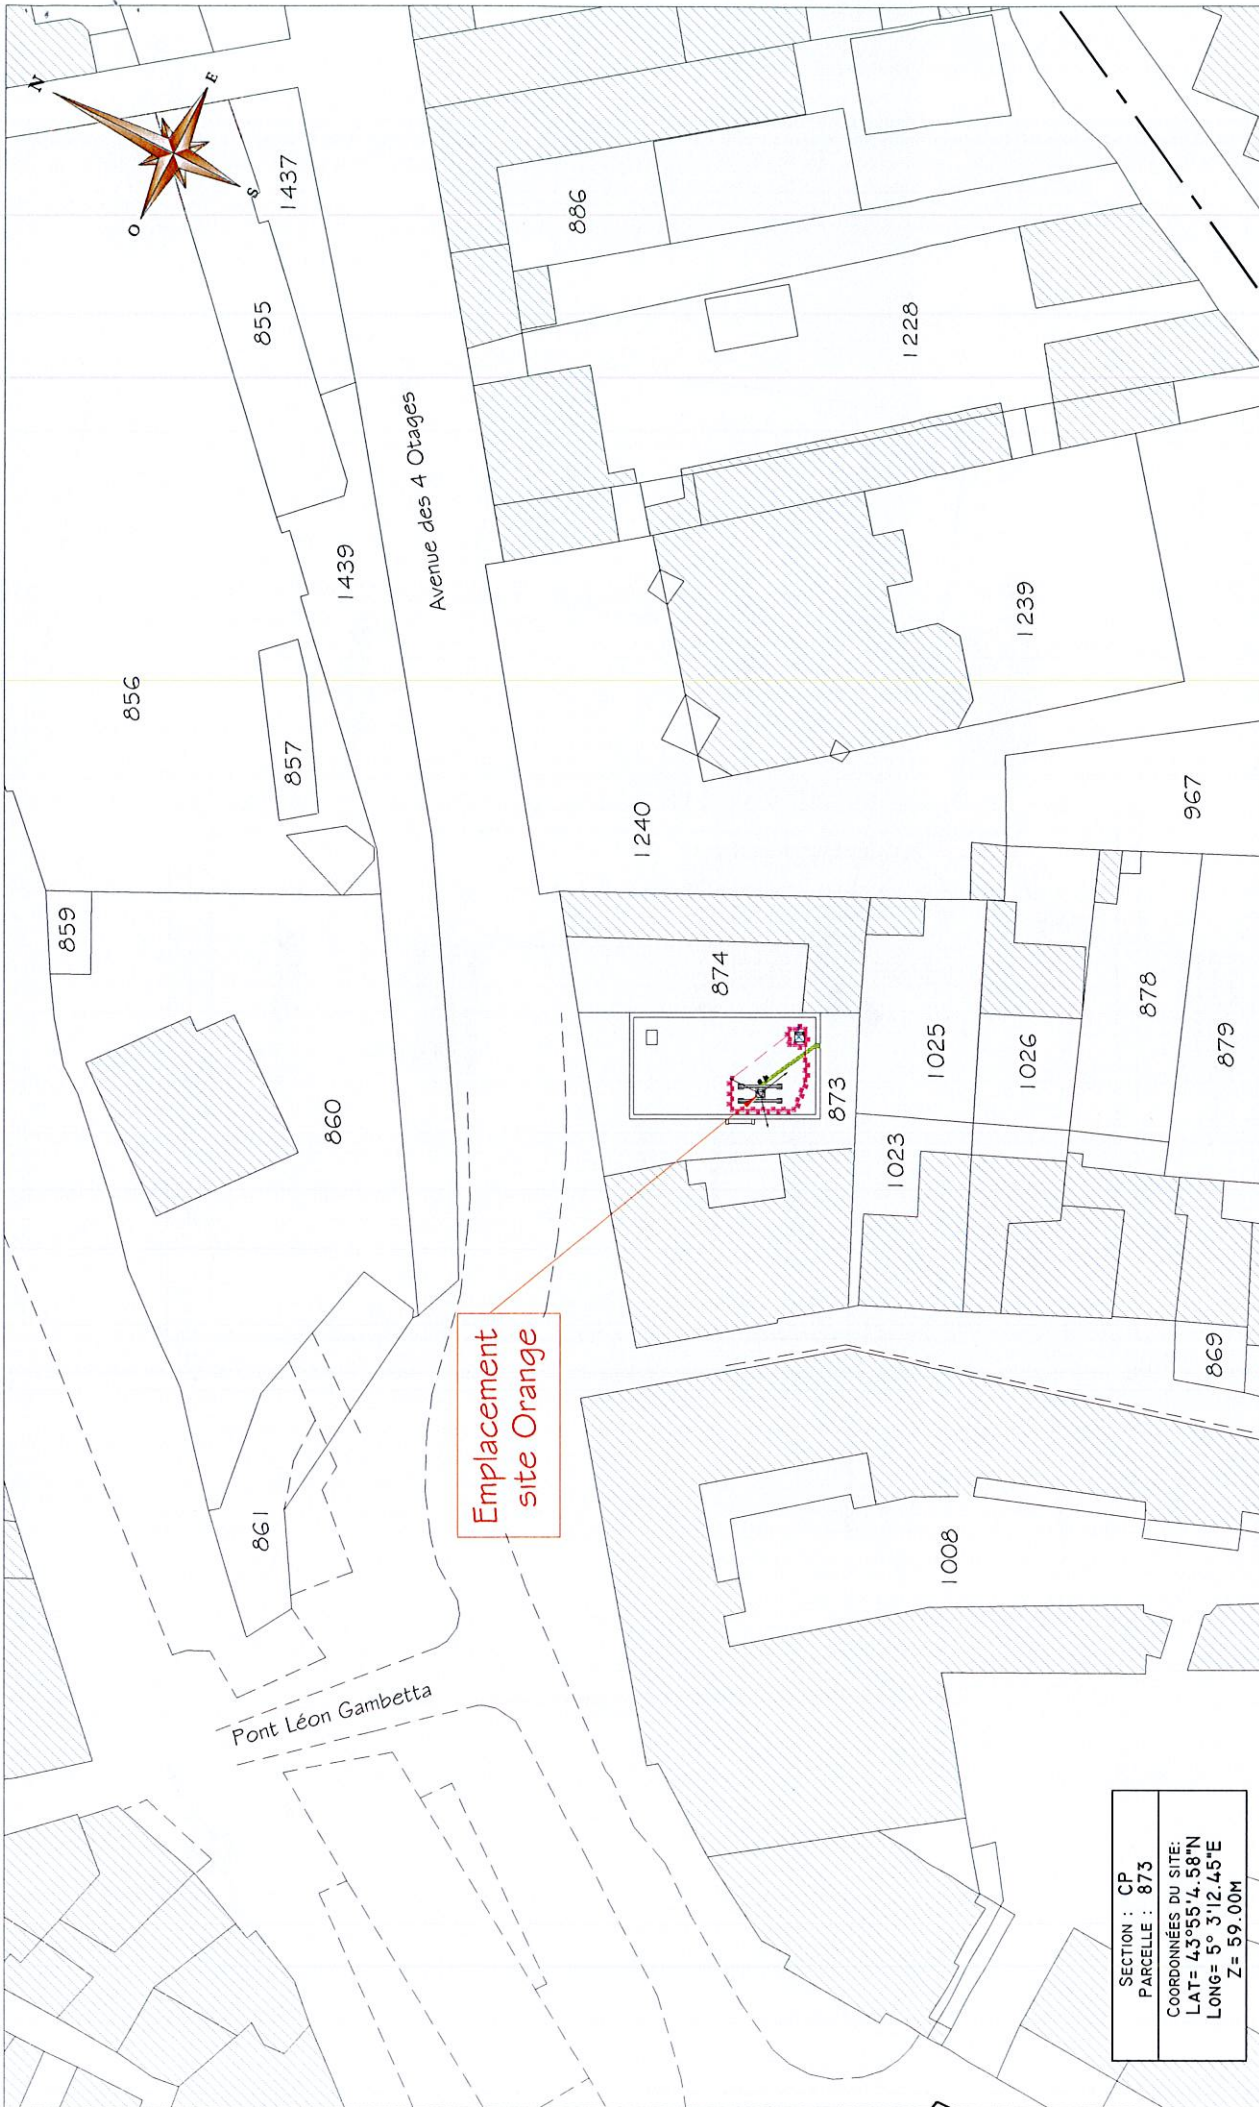 N
E
S
O
1437
855
1439
Avenue des 4 Otages
856
857
859
860
861
Pont Léon Gambetta
Emplacement
site Orange
886
1228
1239
1240
967
874
873
1025
1026
878
879
1023
869
1008
SECTION : CP
PARCELLE : 873
COORDONNÉES DU SITE:
LAT= 43°55'4.58"N
LONG= 5° 3'12.45"E
Z= 59.00M